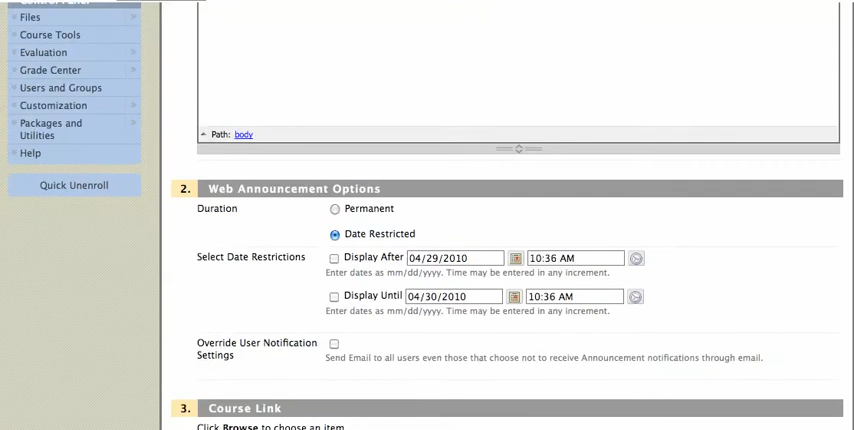 Files
Course Tools
Evaluation
Grade Center
Users and Groups
Customization
Packages and
Utilities
Help
Quick Unenroll
Path: body
2. Web Announcement Options
Duration
Permanent
Date Restricted
Select Date Restrictions
Display After 04/29/2010 10:36 AM
Enter dates as mm/dd/yyyy. Time may be entered in any increment.
Display Until 04/30/2010 10:36 AM
Enter dates as mm/dd/yyyy. Time may be entered in any increment.
Override User Notification
Settings
Send Email to all users even those that choose not to receive Announcement notifications through email.
3. Course Link
Click Browse to choose an item.